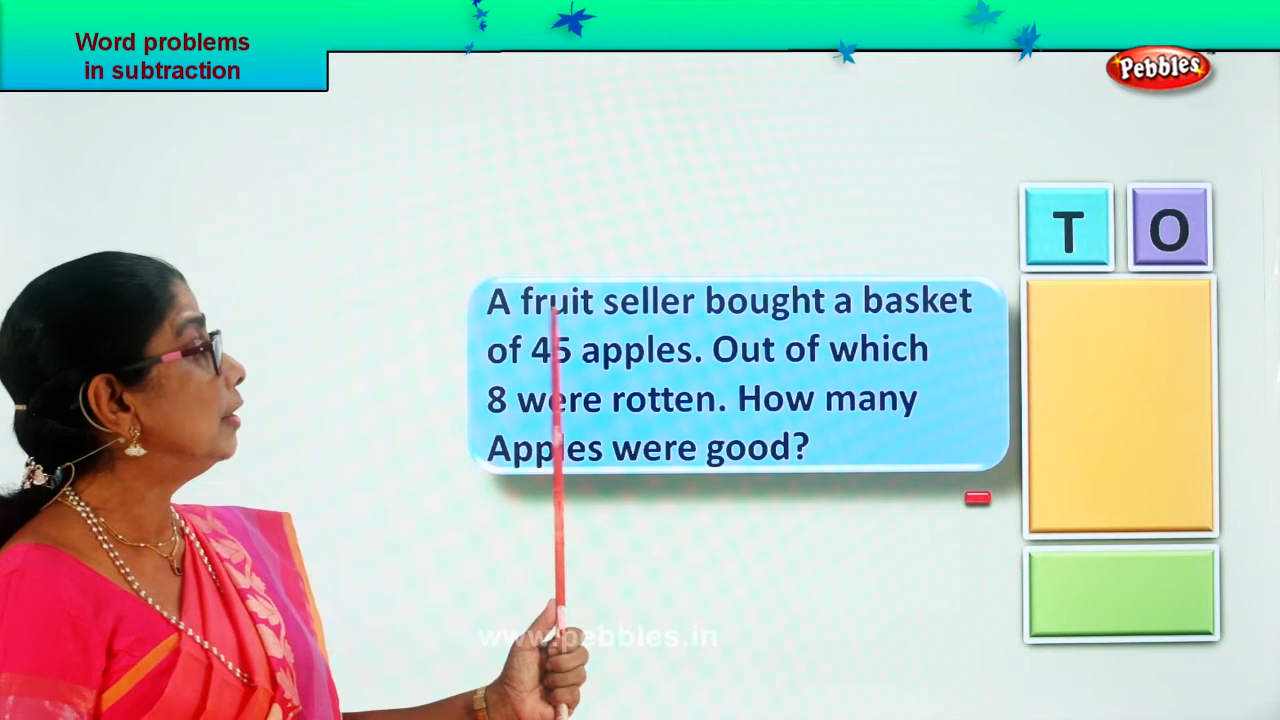 Word problems
in subtraction
Pebbles
T O
A fruit seller bought a basket
of 45 apples. Out of which
8 were rotten. How many
Apples were good?
www.pebbles.in